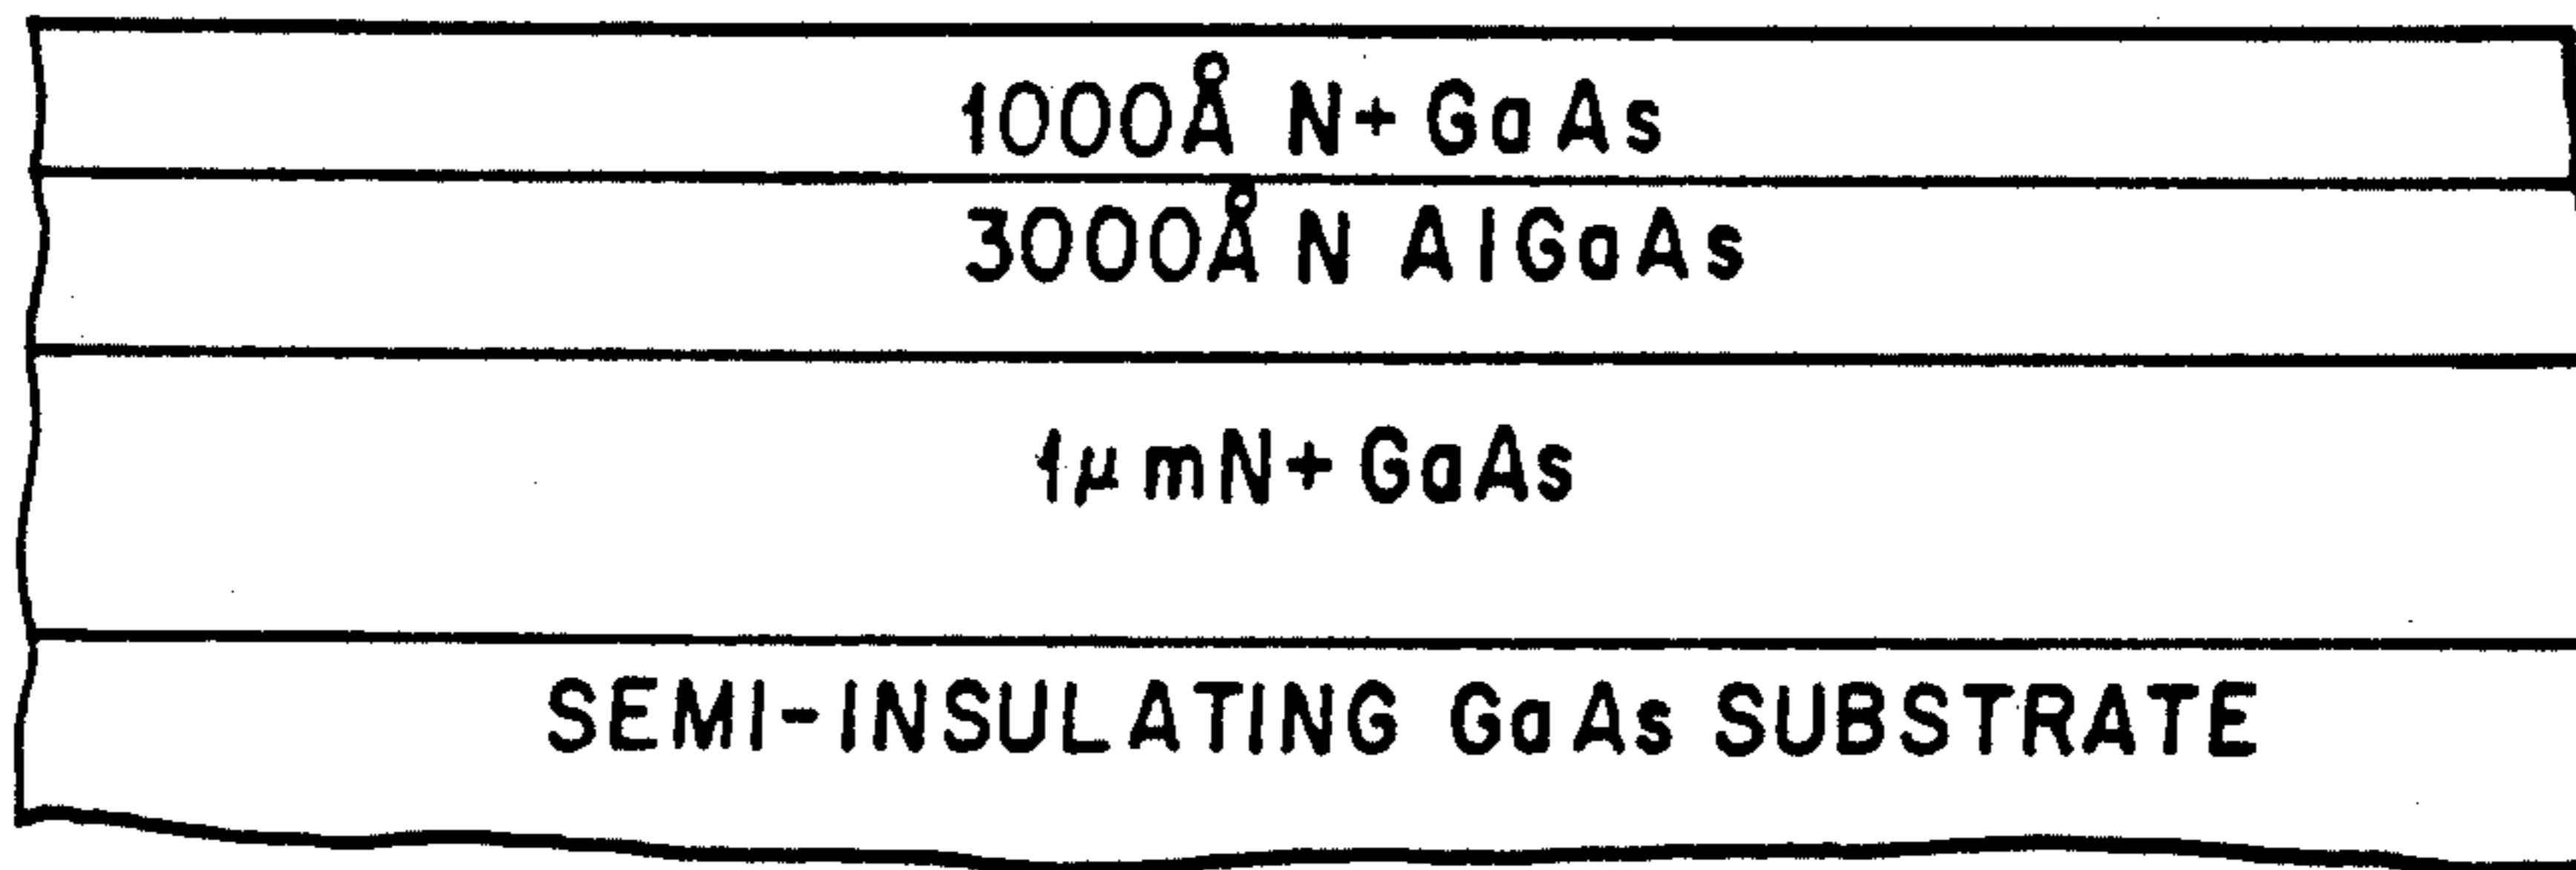 1000Å N+ GaAs
3000Å N AlGaAs
1μmN+ GaAs
SEMI-INSULATING GaAs SUBSTRATE